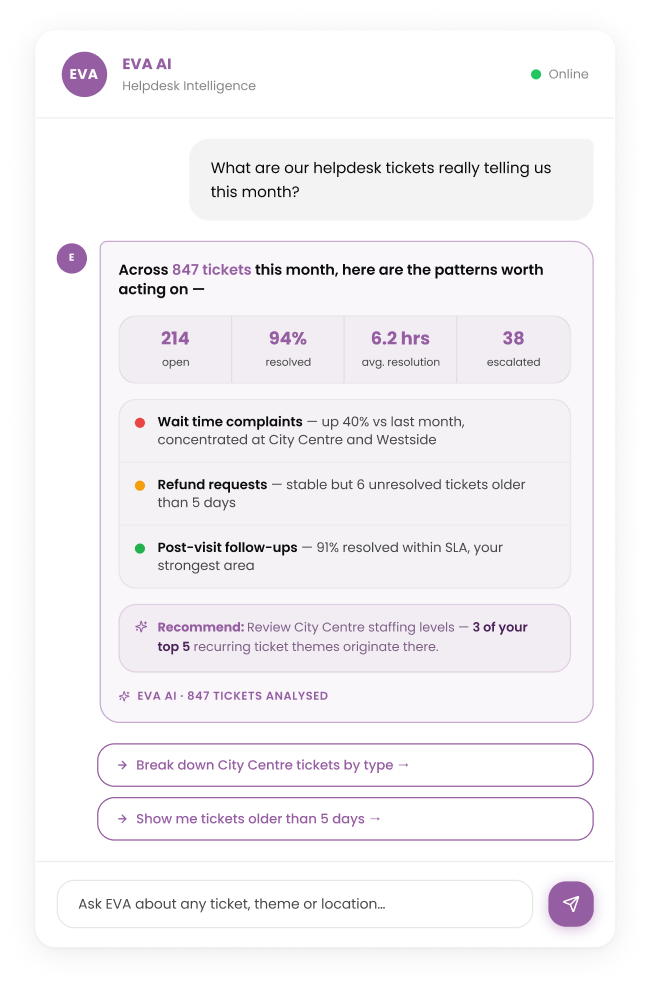 EVA
EVA AI
Helpdesk Intelligence
Online
What are our helpdesk tickets really telling us
this month?
E
Across 847 tickets this month, here are the patterns worth
acting on —
214
open
94%
resolved
6.2 hrs
avg. resolution
38
escalated
Wait time complaints — up 40% vs last month,
concentrated at City Centre and Westside
Refund requests — stable but 6 unresolved tickets older
than 5 days
Post-visit follow-ups — 91% resolved within SLA, your
strongest area
Recommend: Review City Centre staffing levels — 3 of your
top 5 recurring ticket themes originate there.
EVA AI · 847 TICKETS ANALYSED
→ Break down City Centre tickets by type →
→ Show me tickets older than 5 days →
Ask EVA about any ticket, theme or location…